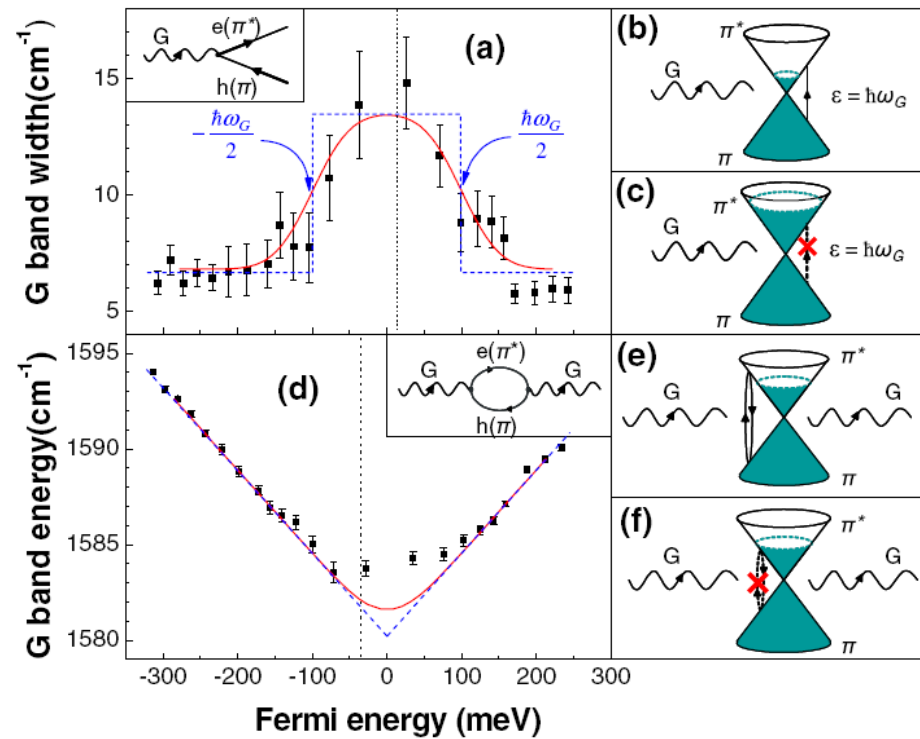 (a)
G
e(π*)
h(π)
-ħω_G/2
ħω_G/2
15
10
5
G band width(cm⁻¹)
(d)
G
e(π*)
G
h(π)
1595
1590
1585
1580
G band energy(cm⁻¹)
-300 -200 -100 0 100 200 300
Fermi energy (meV)
(b)
π*
G
ε = ħω_G
π
(c)
π*
G
ε = ħω_G
π
(e)
π*
G
G
π
(f)
π*
G
G
π